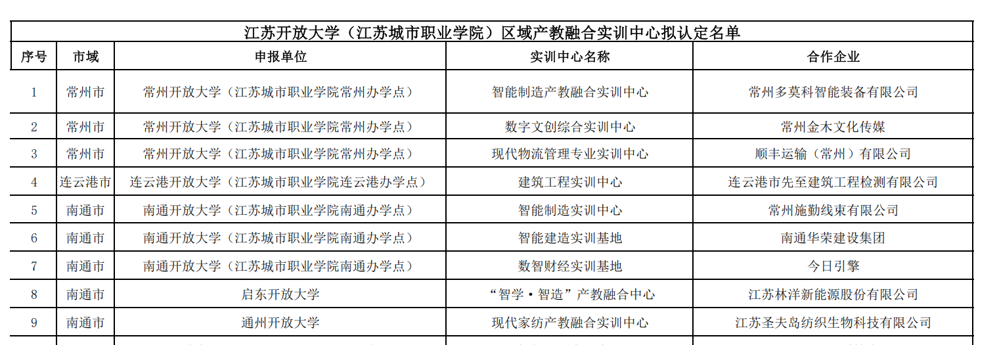 江苏开放大学（江苏城市职业学院）区域产教融合实训中心拟认定名单
序号 市域 申报单位 实训中心名称 合作企业
1 常州市 常州开放大学（江苏城市职业学院常州办学点） 智能制造产教融合实训中心 常州多莫科智能装备有限公司
2 常州市 常州开放大学（江苏城市职业学院常州办学点） 数字文创综合实训中心 常州金木文化传媒
3 常州市 常州开放大学（江苏城市职业学院常州办学点） 现代物流管理专业实训中心 顺丰运输（常州）有限公司
4 连云港市 连云港开放大学（江苏城市职业学院连云港办学点） 建筑工程实训中心 连云港市先至建筑工程检测有限公司
5 南通市 南通开放大学（江苏城市职业学院南通办学点） 智能制造实训中心 常州施勤线束有限公司
6 南通市 南通开放大学（江苏城市职业学院南通办学点） 智能建造实训基地 南通华荣建设集团
7 南通市 南通开放大学（江苏城市职业学院南通办学点） 数智财经实训基地 今日引擎
8 南通市 启东开放大学 “智学·智造”产教融合中心 江苏林洋新能源股份有限公司
9 南通市 通州开放大学 现代家纺产教融合实训中心 江苏圣夫岛纺织生物科技有限公司